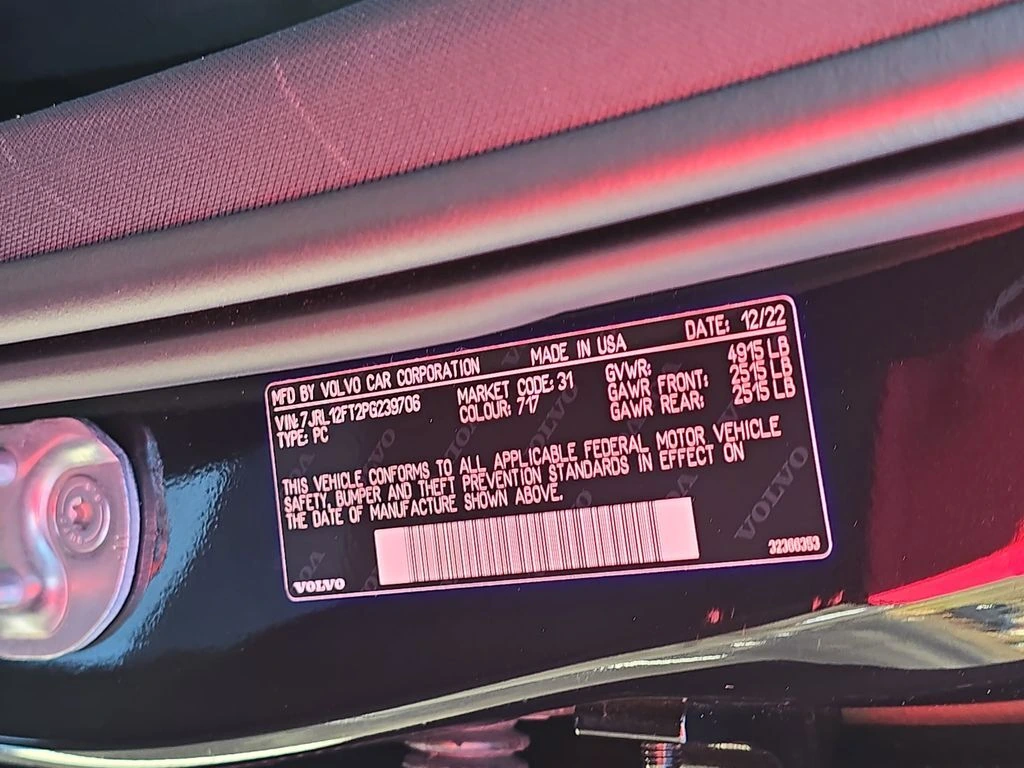 MFD BY VOLVO CAR CORPORATION MADE IN USA DATE: 12/22
VIN: 7JRL12FT2PG239706 MARKET CODE: 31 GVWR: 4915 LB
TYPE: PC COLOUR: 717 GAWR FRONT: 2515 LB
GAWR REAR: 2515 LB
THIS VEHICLE CONFORMS TO ALL APPLICABLE FEDERAL MOTOR VEHICLE
SAFETY, BUMPER AND THEFT PREVENTION STANDARDS IN EFFECT ON
THE DATE OF MANUFACTURE SHOWN ABOVE.
VOLVO
VOLVO